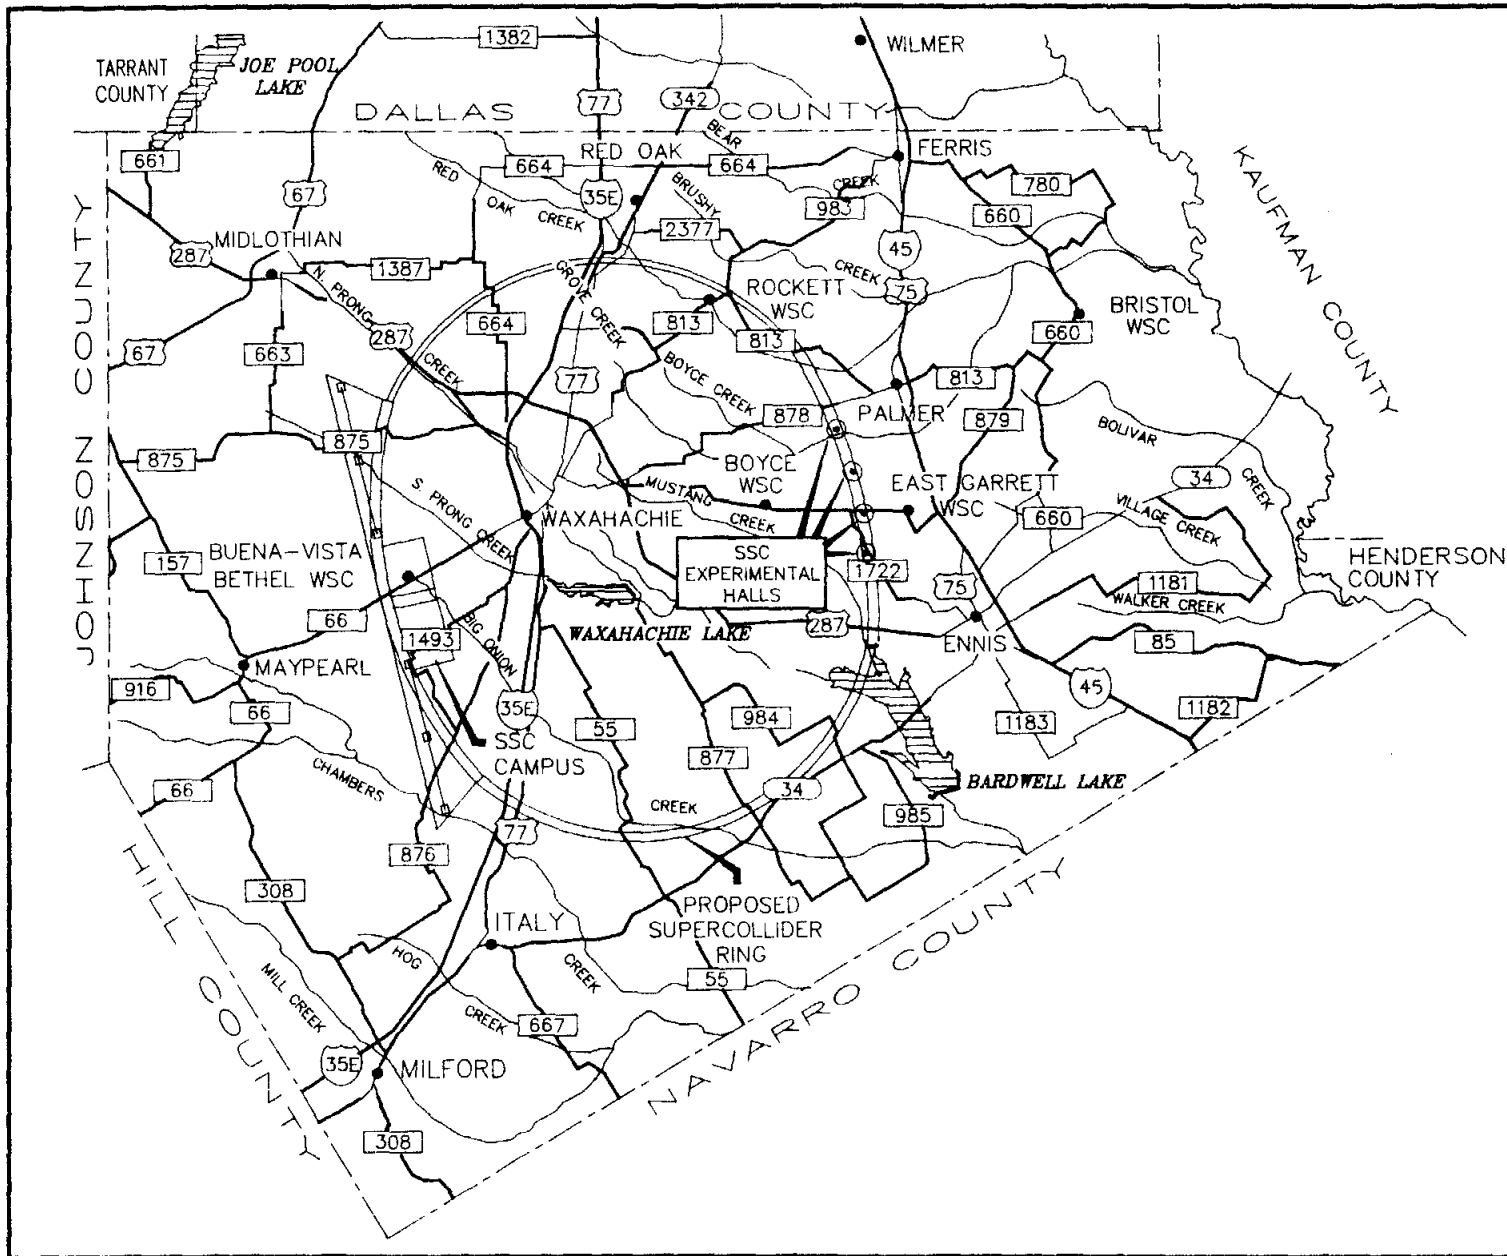 1382
WILMER
TARRANT
COUNTY
JOE POOL
LAKE
77
342
DALLAS COUNTY
BEAR
661
RED OAK
FERRIS
664
664
RED
OAK
CREEK
67
35E
BRUSHY
CREEK
983
780
660
KAUFMAN COUNTY
2377
45
MIDLOTHIAN
287
1387
N. PRONG
CREEK
GROVE CREEK
ROCKETT
WSC
CREEK
75
BRISTOL
WSC
JOHNSON COUNTY
67
663
287
664
813
813
660
77
BOYCE CREEK
813
PALMER
878
879
BOLIVAR
CREEK
875
875
BOYCE
WSC
EAST GARRETT
WSC
34
S. PRONG CREEK
MUSTANG
CREEK
VILLAGE CREEK
WAXAHACHIE
660
157
BUENA-VISTA
BETHEL WSC
SSC
EXPERIMENTAL
HALLS
1722
75
1181
HENDERSON
COUNTY
WALKER CREEK
66
1493
BIG ONION
WAXAHACHIE LAKE
287
ENNIS
85
MAYPEARL
916
66
35E
55
984
45
1183
1182
SSC
CAMPUS
877
CHAMBERS
CREEK
66
34
BARDWELL LAKE
985
77
876
HILL COUNTY
308
PROPOSED
SUPERCOLLIDER
RING
ITALY
HOG
CREEK
CREEK
MILL CREEK
55
NAVARRO COUNTY
667
35E
MILFORD
308